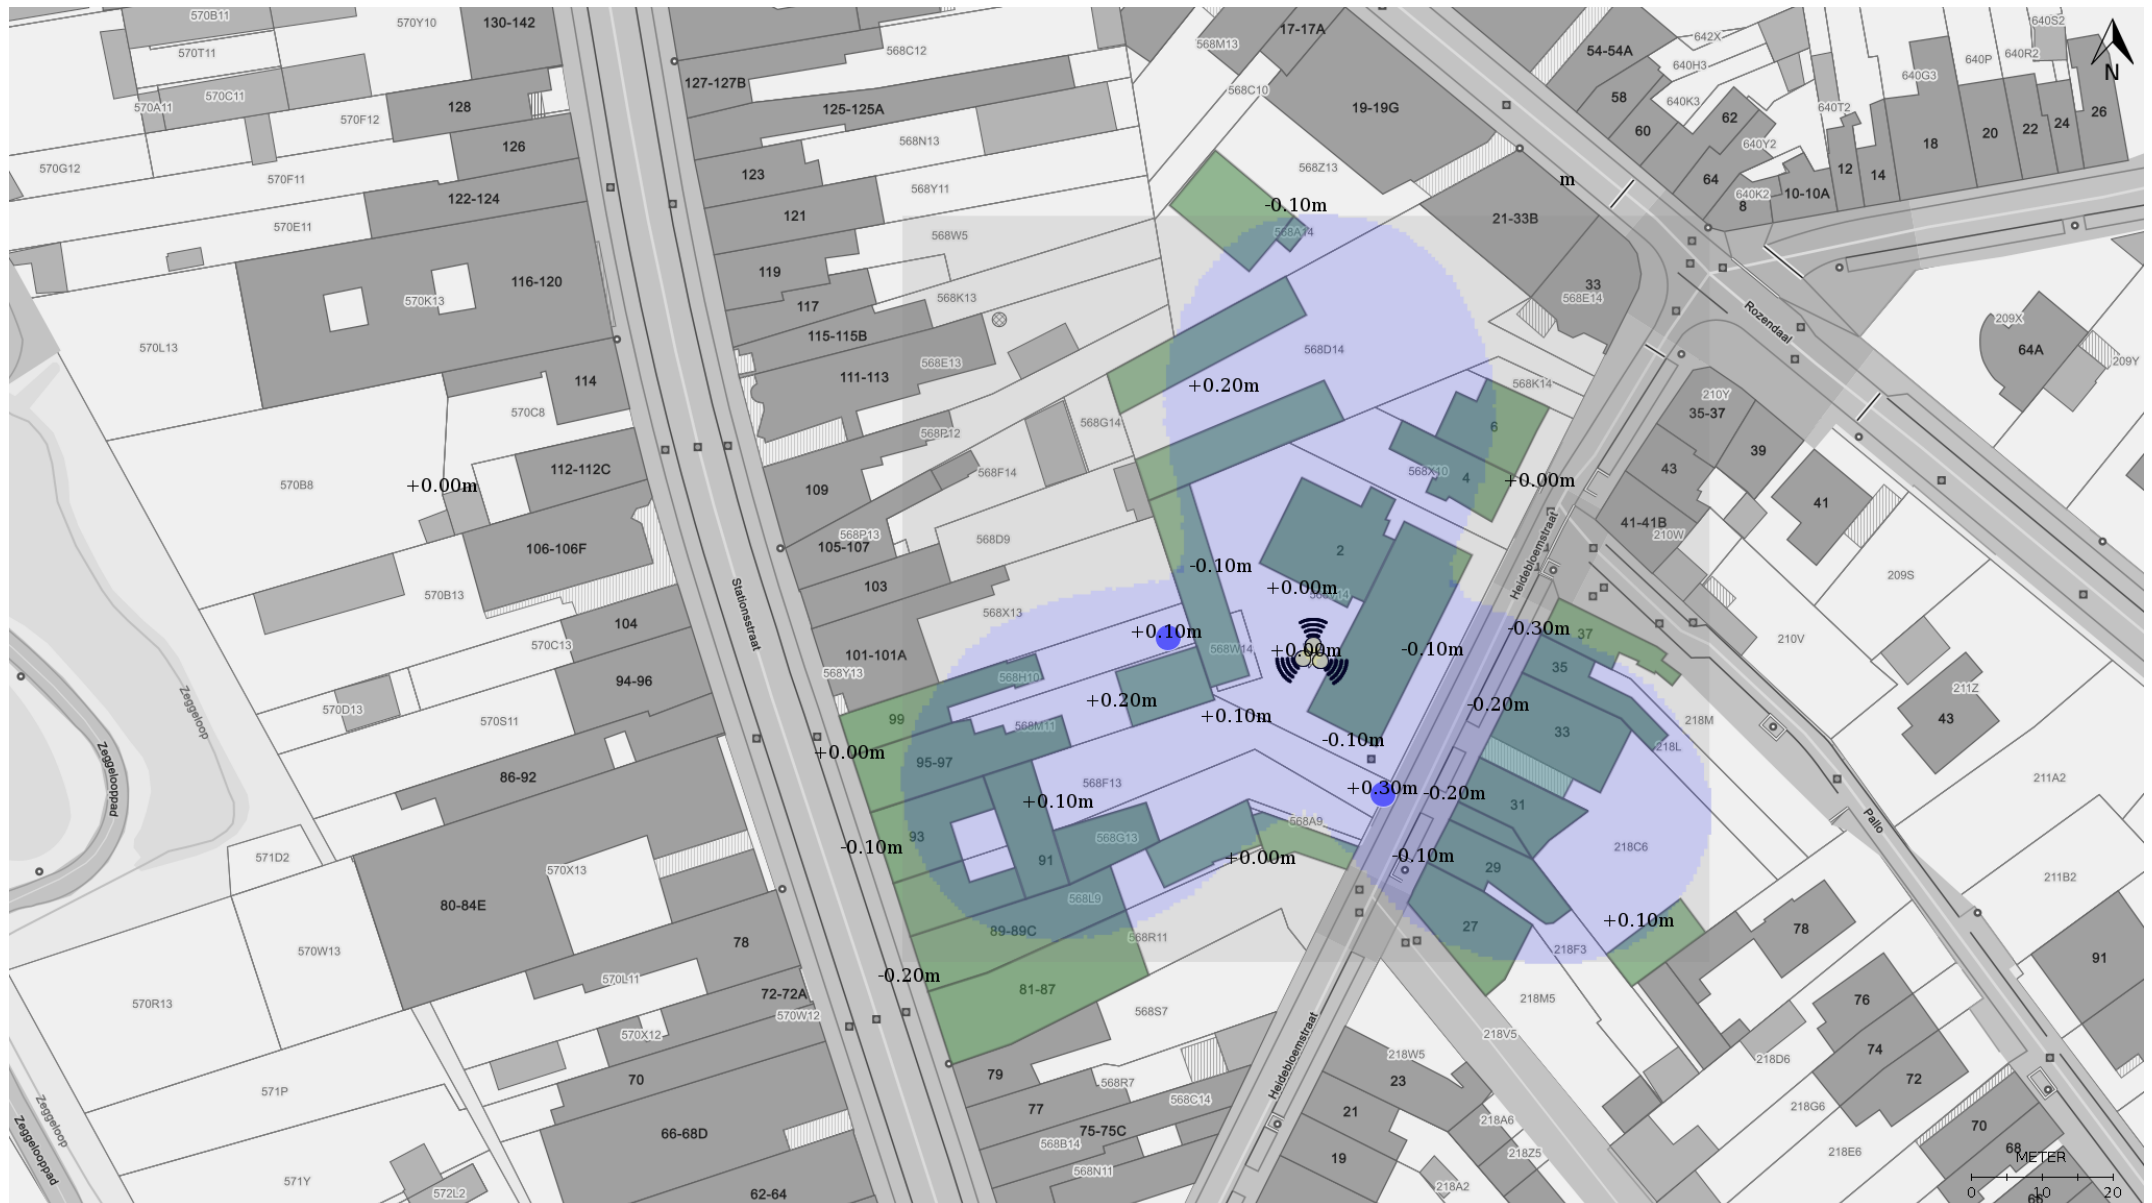 570B11
570Y10
130-142
568C12
568M13
17-17A
642X
640S2
570T11
127-127B
54-54A
640H3
640P
640R2
640G3
N
570C11
568C10
58
640K3
570A11
128
125-125A
19-19G
640T2
26
570F12
60
62
24
22
20
18
126
568N13
640Y2
570G12
123
568Z13
12
14
570F11
568Y11
m
64
10-10A
640K2
8
122-124
121
-0.10m
21-33B
570E11
568W5
568A14
119
116-120
570K13
117
568K13
33
568E14
Rozendaal
209X
115-115B
570L13
568D14
64A
568E13
209Y
111-113
114
+0.20m
568K14
210Y
570C8
35-37
568G14
6
568P12
39
43
112-112C
568F14
568X10
4
+0.00m
570B8
109
+0.00m
41
41-41B
568P13
568D9
105-107
106-106F
2
210W
Heidebloemstraat
-0.10m
209S
103
+0.00m
568V14
570B13
Stationsstraat
568X13
104
+0.10m
-0.30m
37
210V
570C13
101-101A
568W14
+0.00m
-0.10m
35
568Y13
568H10
94-96
211Z
Zeggeloop
570D13
+0.20m
-0.20m
43
99
570S11
568M11
+0.10m
218M
33
218L
-0.10m
+0.00m
95-97
86-92
Zeggelooppad
568F13
211A2
+0.30m
-0.20m
+0.10m
31
568A9
Pallo
93
568G13
-0.10m
218C6
571D2
91
+0.00m
-0.10m
29
570X13
211B2
568L9
80-84E
+0.10m
27
89-89C
568R11
78
78
218F3
570W13
91
-0.20m
570L11
81-87
72-72A
218M5
76
570R13
570W12
568S7
218V5
570X12
74
218W5
218D6
Heidebloemstraat
79
70
568R7
23
72
571P
568C14
77
21
218G6
Zeggeloop
218A6
70
66-68D
75-75C
568B14
68
19
218Z5
218E6
METER
Zeggelooppad
568N11
571Y
572L2
62-64
218A2
0
10
20